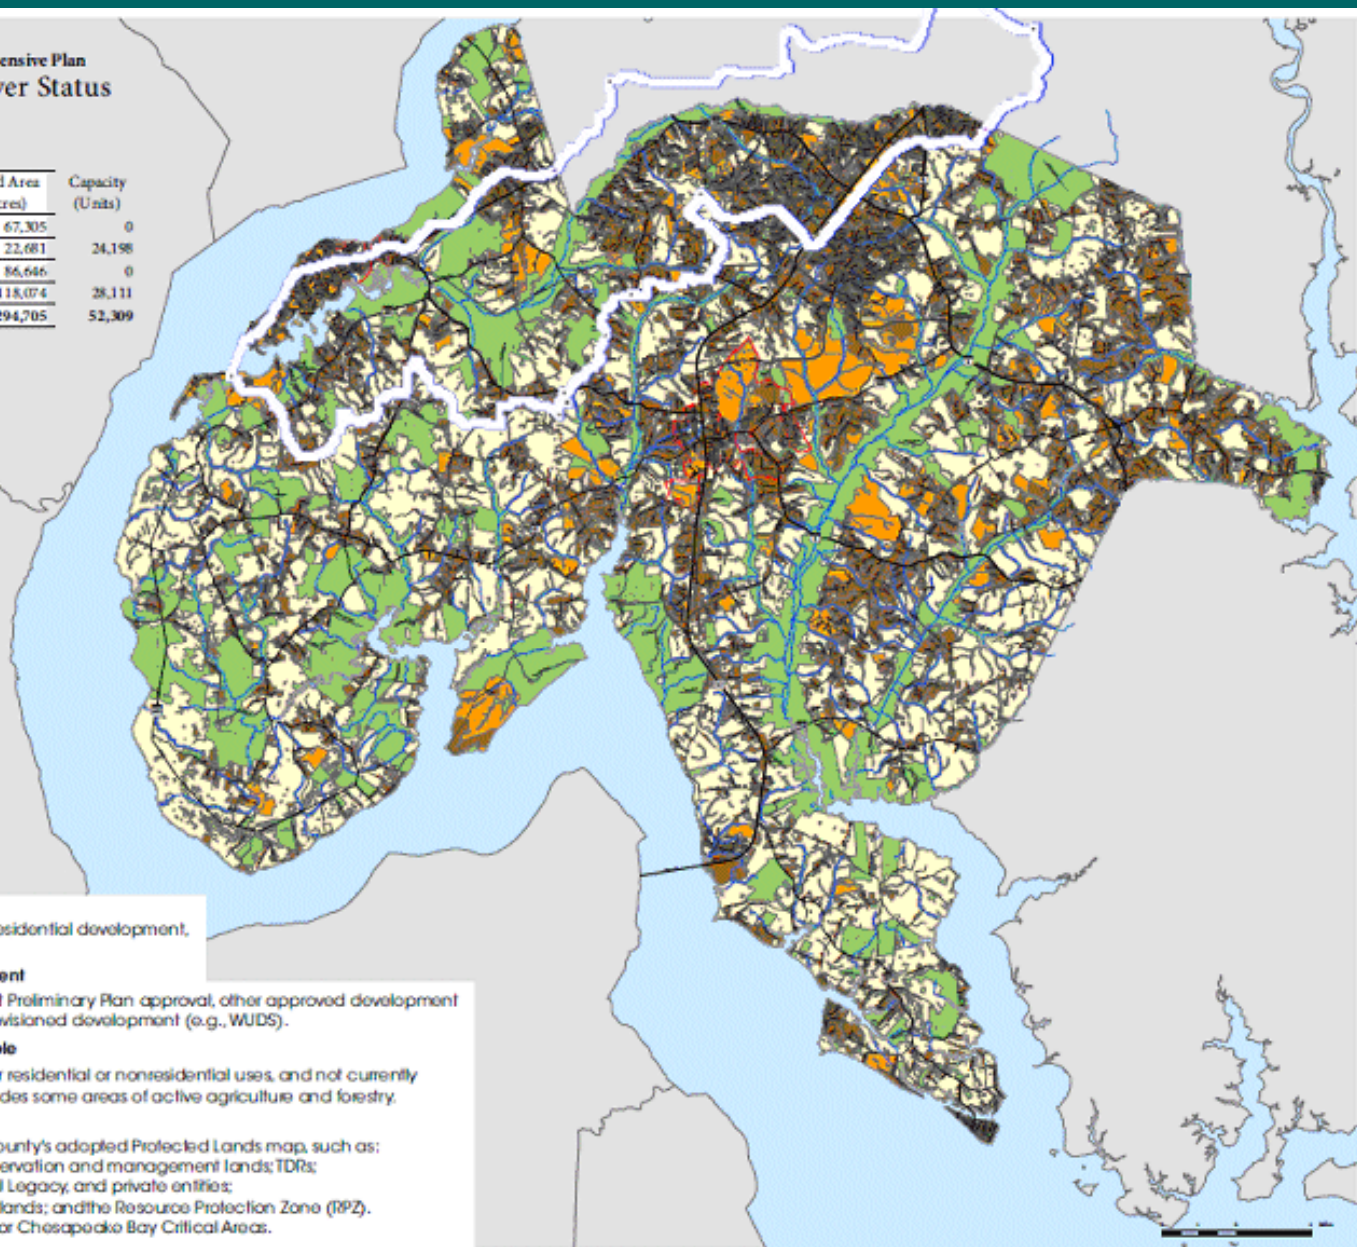 ensive Plan
ver Status
d Area Capacity
cres) (Units)
67,305 0
22,681 24,198
86,646 0
118,074 28,111
294,705 52,309
esidential development,
ent
t Preliminary Plan approval, other approved development
visioned development (e.g., WUDS).
ole
r residential or nonresidential uses, and not currently
des some areas of active agriculture and forestry.
ounty's adopted Protected Lands map, such as:
ervation and management lands; TDRs;
l Legacy, and private entities;
lands; andthe Resource Protection Zone (RPZ).
or Chesapeake Bay Critical Areas.